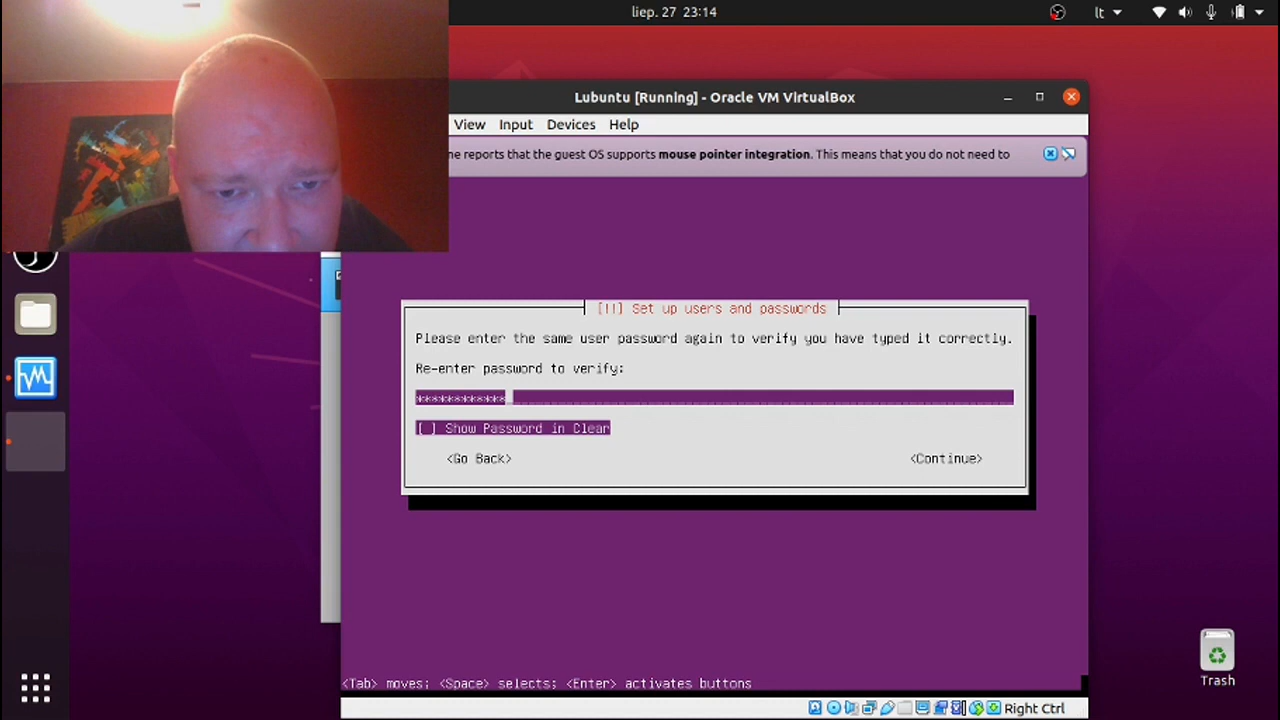 liep. 27 23:14
lt
Lubuntu [Running] - Oracle VM VirtualBox
View Input Devices Help
ne reports that the guest OS supports mouse pointer integration. This means that you do not need to
[!!] Set up users and passwords
Please enter the same user password again to verify you have typed it correctly.
Re-enter password to verify:
************
[ ] Show Password in Clear
<Go Back>
<Continue>
<Tab> moves; <Space> selects; <Enter> activates buttons
Right Ctrl
Trash